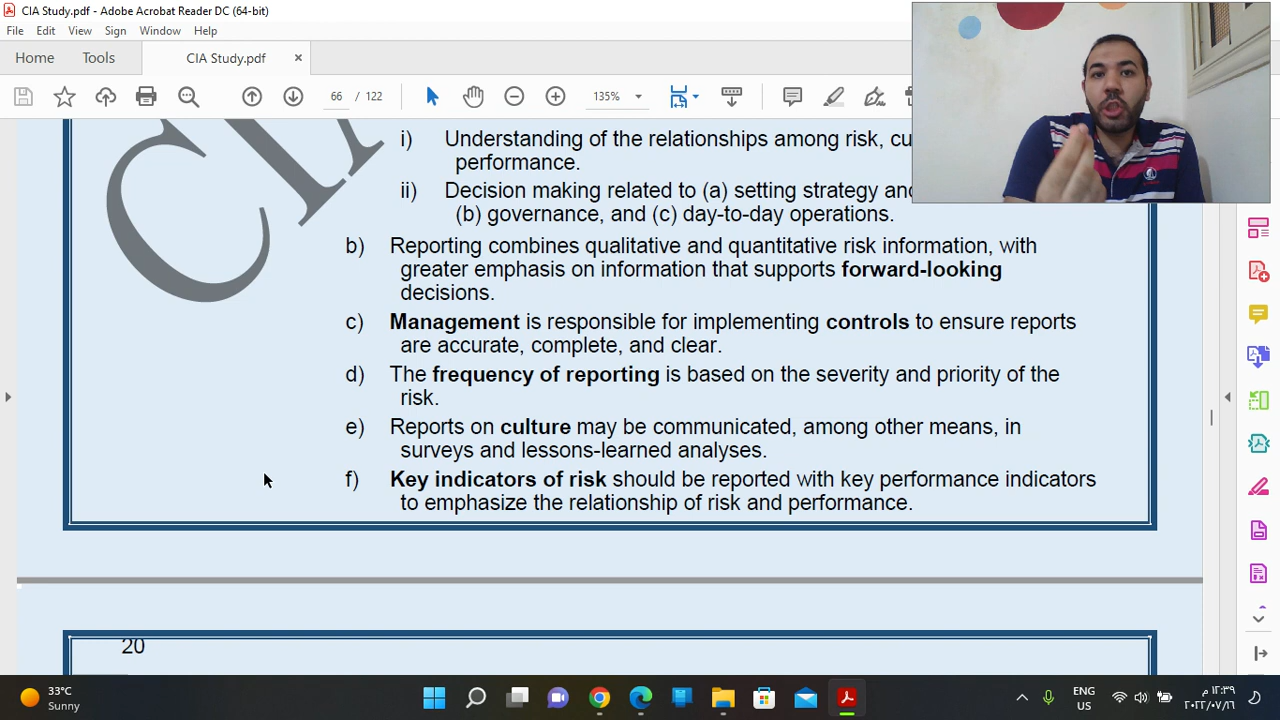 CIA Study.pdf - Adobe Acrobat Reader DC (64-bit)
File Edit View Sign Window Help
Home Tools CIA Study.pdf ×
66 / 122 135%
CIA
i) Understanding of the relationships among risk, cu
performance.
ii) Decision making related to (a) setting strategy and
(b) governance, and (c) day-to-day operations.
b) Reporting combines qualitative and quantitative risk information, with
greater emphasis on information that supports forward-looking
decisions.
c) Management is responsible for implementing controls to ensure reports
are accurate, complete, and clear.
d) The frequency of reporting is based on the severity and priority of the
risk.
e) Reports on culture may be communicated, among other means, in
surveys and lessons-learned analyses.
f) Key indicators of risk should be reported with key performance indicators
to emphasize the relationship of risk and performance.
20
33°C
Sunny
ENG
US
١٢:٣٩ م
٢٠٢٢/٠٧/١٦